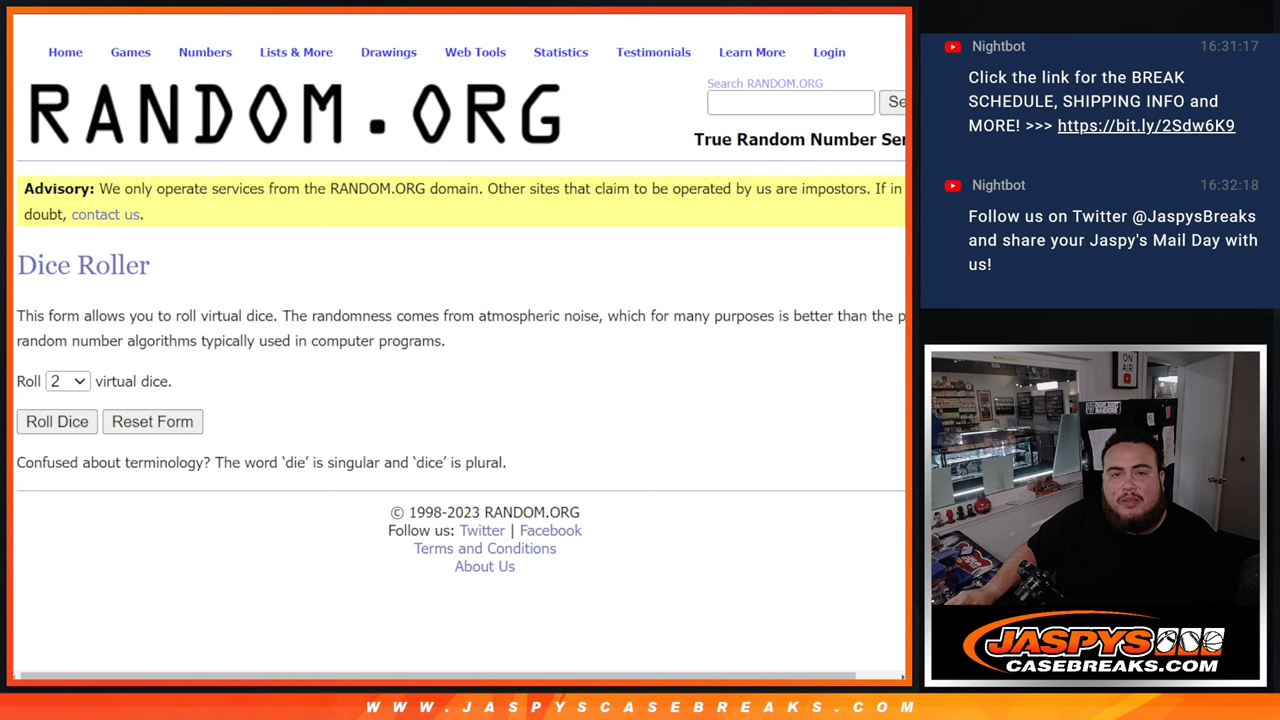 Home Games Numbers Lists & More Drawings Web Tools Statistics Testimonials Learn More Login
RANDOM.ORG
Search RANDOM.ORG
Se
True Random Number Ser
Advisory: We only operate services from the RANDOM.ORG domain. Other sites that claim to be operated by us are impostors. If in
doubt, contact us.
Dice Roller
This form allows you to roll virtual dice. The randomness comes from atmospheric noise, which for many purposes is better than the p
random number algorithms typically used in computer programs.
Roll 2 virtual dice.
Roll Dice Reset Form
Confused about terminology? The word ‘die’ is singular and ‘dice’ is plural.
© 1998-2023 RANDOM.ORG
Follow us: Twitter | Facebook
Terms and Conditions
About Us
Nightbot 16:31:17
Click the link for the BREAK
SCHEDULE, SHIPPING INFO and
MORE! >>> https://bit.ly/2Sdw6K9
Nightbot 16:32:18
Follow us on Twitter @JaspysBreaks
and share your Jaspy's Mail Day with
us!
ON
AIR
JASPYS
CASEBREAKS.COM
WWW.JASPYSCASEBREAKS.COM